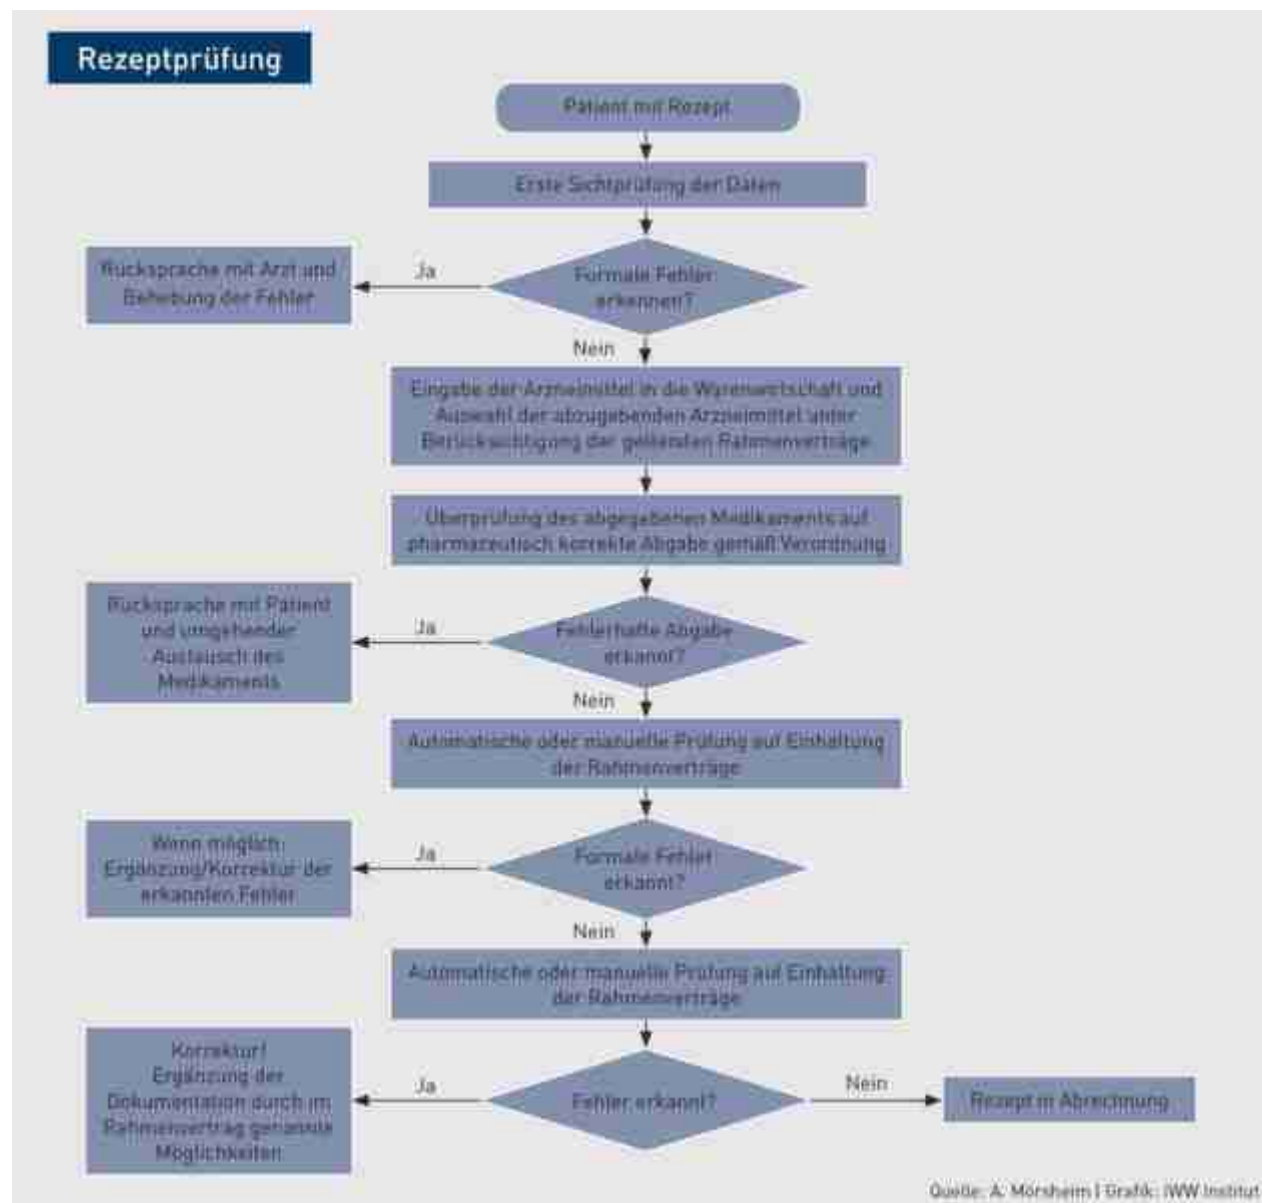 Rezeptprüfung
Patient mit Rezept
Erste Sichtprüfung der Daten
Rücksprache mit Arzt und
Behebung der Fehler
Ja
Formale Fehler
erkennen?
Nein
Eingabe der Arzneimittel in die Warenwirtschaft und
Auswahl der abzugebenden Arzneimittel unter
Berücksichtigung der geltenden Rahmenverträge
Überprüfung des abgegebenen Medikaments auf
pharmazeutisch korrekte Abgabe gemäß Verordnung
Rücksprache mit Patient
und umgehender
Austausch des
Medikaments
Ja
Fehlerhafte Abgabe
erkannt?
Nein
Automatische oder manuelle Prüfung auf Einhaltung
der Rahmenverträge
Wenn möglich:
Ergänzung/Korrektur der
erkannten Fehler
Ja
Formale Fehler
erkannt?
Nein
Automatische oder manuelle Prüfung auf Einhaltung
der Rahmenverträge
Korrektur/
Ergänzung der
Dokumentation durch im
Rahmenvertrag genannte
Möglichkeiten
Ja
Fehler erkannt?
Nein
Rezept in Abrechnung
Quelle: A. Mörsheim | Grafik: IWW Institut